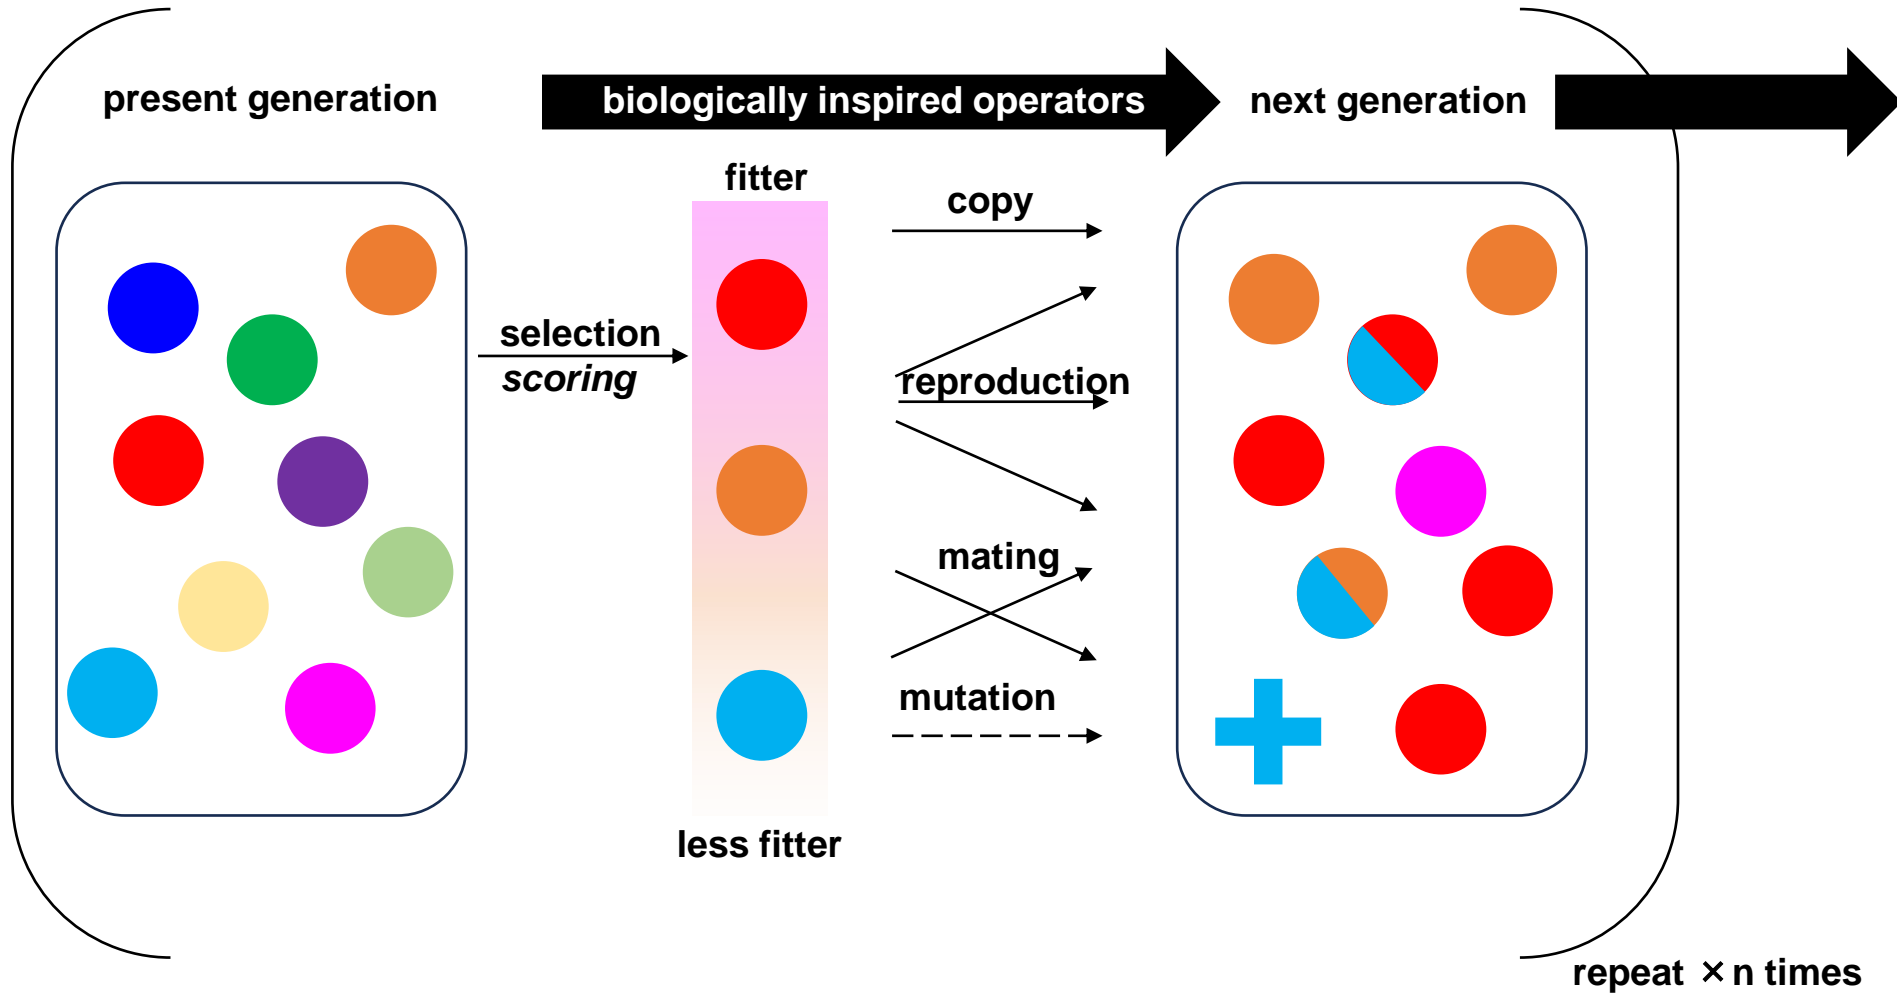 present generation
biologically inspired operators
next generation
fitter
copy
selection
scoring
reproduction
mating
mutation
less fitter
repeat ×n times